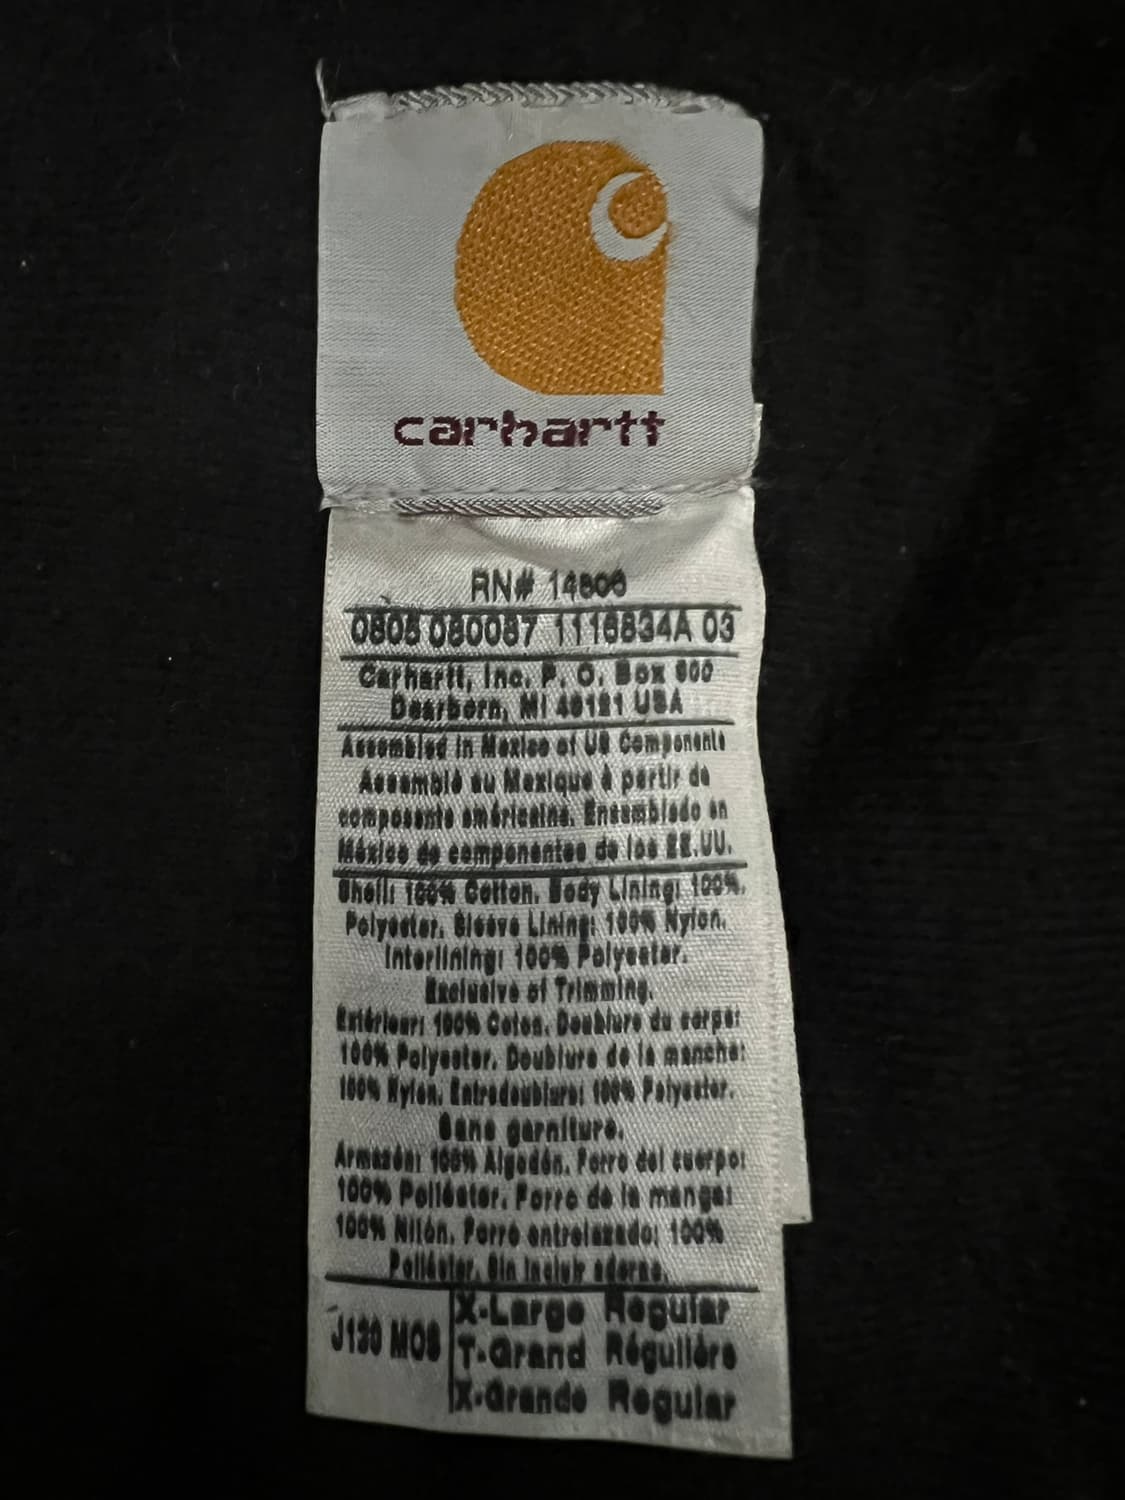 carhartt
RN# 14806
0805 080087 1116834A 03
Carhartt, Inc. P. O. Box 600
Dearborn, MI 48121 USA
Assembled in Mexico of US Components
Assemblé au Mexique à partir de
composants américains. Ensamblado en
México de componentes de los EE.UU.
Shell: 100% Cotton. Body Lining: 100%
Polyester. Sleeve Lining: 100% Nylon.
Interlining: 100% Polyester.
Exclusive of Trimming.
Extérieur: 100% Coton. Doublure du corps:
100% Polyester. Doublure de la manche:
100% Nylon. Entredoublure: 100% Polyester.
Sans garniture.
Armazón: 100% Algodón. Forro del cuerpo:
100% Poliéster. Forro de la manga:
100% Nilón. Forro entrelazado: 100%
Poliéster. Sin incluir adorno.
J130 MOS
X-Large Regular
T-Grand Régulière
X-Grande Regular